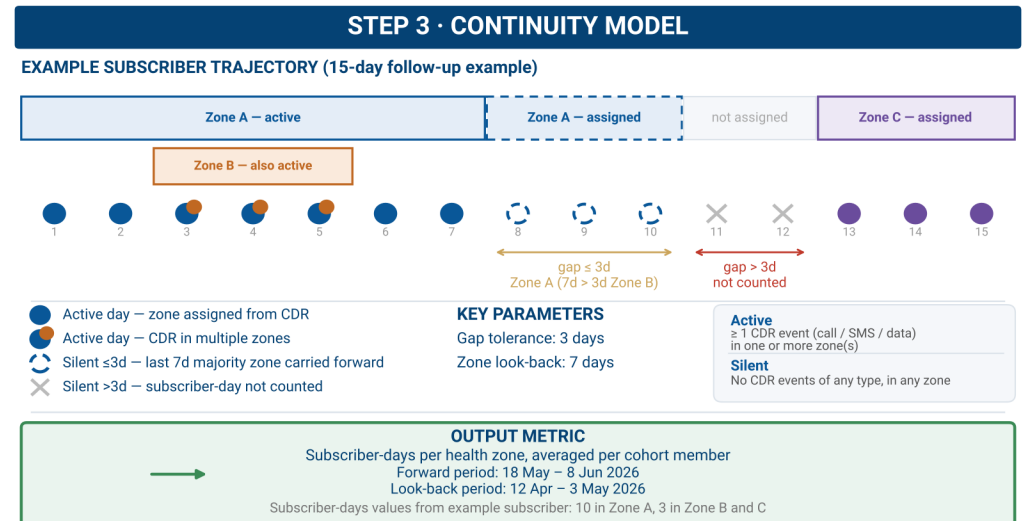 STEP 3 · CONTINUITY MODEL
EXAMPLE SUBSCRIBER TRAJECTORY (15-day follow-up example)
Zone A — active
Zone A — assigned
not assigned
Zone C — assigned
Zone B — also active
1 2 3 4 5 6 7 8 9 10 11 12 13 14 15
gap ≤ 3d
Zone A (7d > 3d Zone B)
gap > 3d
not counted
Active day — zone assigned from CDR
Active day — CDR in multiple zones
Silent ≤3d — last 7d majority zone carried forward
Silent >3d — subscriber-day not counted
KEY PARAMETERS
Gap tolerance: 3 days
Zone look-back: 7 days
Active
≥ 1 CDR event (call / SMS / data)
in one or more zone(s)
Silent
No CDR events of any type, in any zone
OUTPUT METRIC
Subscriber-days per health zone, averaged per cohort member
Forward period: 18 May – 8 Jun 2026
Look-back period: 12 Apr – 3 May 2026
Subscriber-days values from example subscriber: 10 in Zone A, 3 in Zone B and C